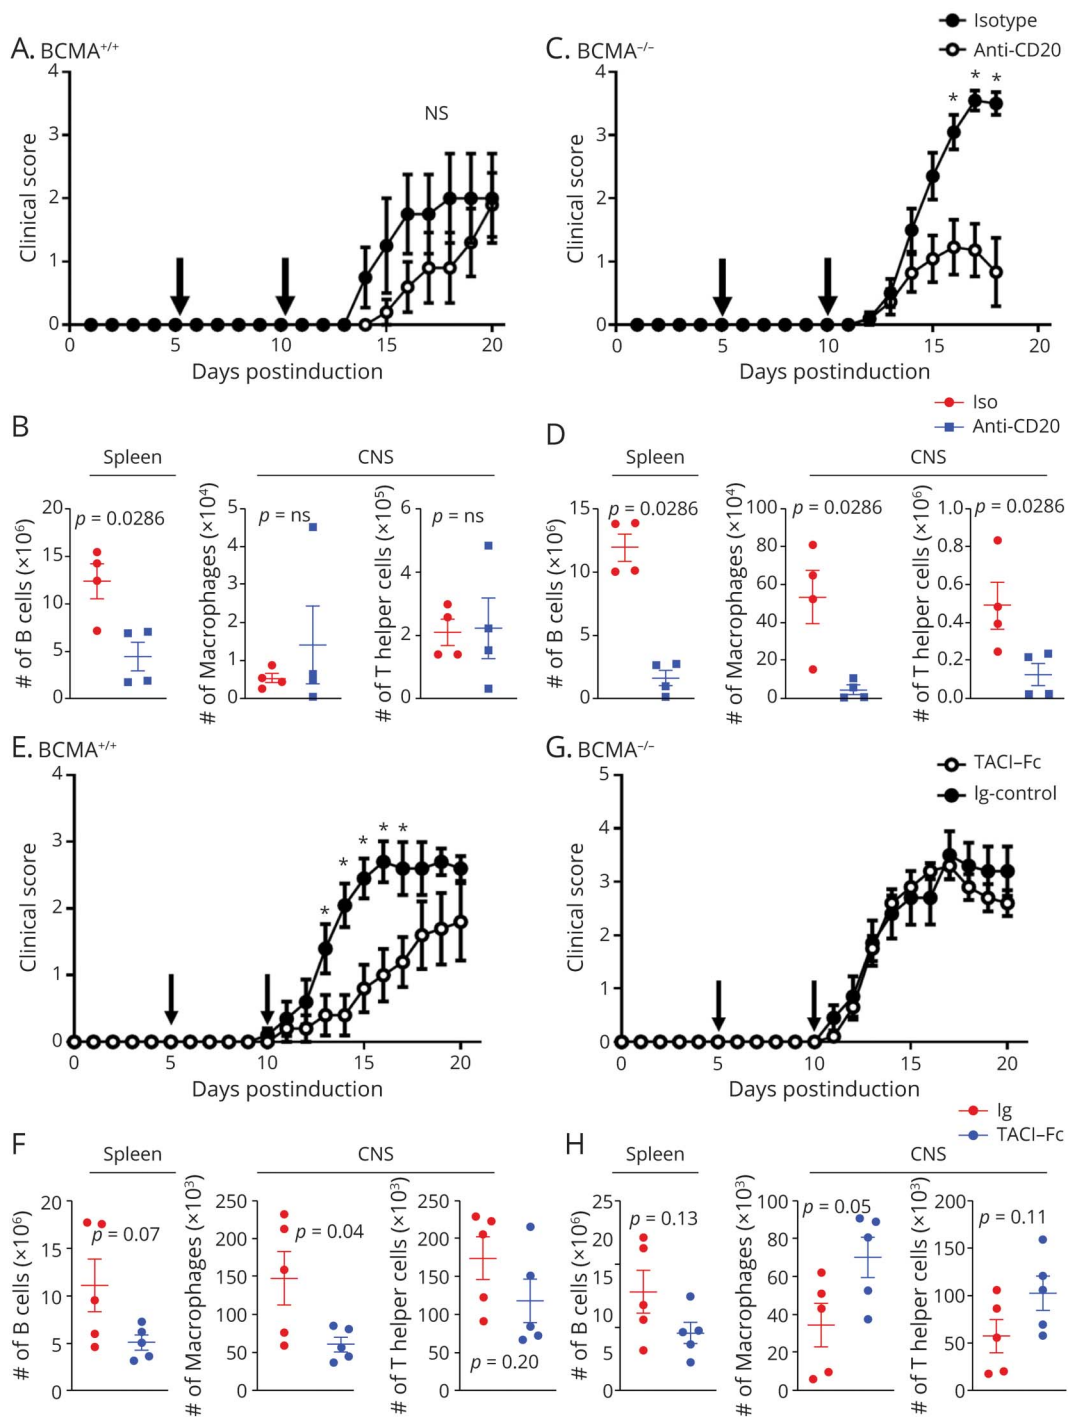 Isotype
Anti-CD20
A. BCMA+/+
C. BCMA−/−
4
3
2
1
0
Clinical score
NS
0 5 10 15 20
Days postinduction
4
3
2
1
0
Clinical score
* * *
0 5 10 15 20
Days postinduction
Iso
Anti-CD20
B
Spleen
CNS
# of B cells (×10⁶)
20
15
10
5
0
p = 0.0286
# of Macrophages (×10⁴)
5
4
3
2
1
0
p = ns
# of T helper cells (×10⁵)
6
4
2
0
p = ns
D
Spleen
CNS
# of B cells (×10⁶)
15
10
5
0
p = 0.0286
# of Macrophages (×10⁴)
100
80
60
40
20
0
p = 0.0286
# of T helper cells (×10⁶)
1.0
0.8
0.6
0.4
0.2
0.0
p = 0.0286
E. BCMA+/+
G. BCMA−/−
TACI–Fc
Ig-control
4
3
2
1
0
Clinical score
* * * * *
0 5 10 15 20
Days postinduction
5
4
3
2
1
0
Clinical score
0 5 10 15 20
Days postinduction
Ig
TACI–Fc
F
Spleen
CNS
# of B cells (×10⁶)
20
15
10
5
0
p = 0.07
# of Macrophages (×10³)
250
200
150
100
50
0
p = 0.04
# of T helper cells (×10³)
250
200
150
100
50
0
p = 0.20
H
Spleen
CNS
# of B cells (×10⁶)
20
15
10
5
0
p = 0.13
# of Macrophages (×10³)
100
80
60
40
20
0
p = 0.05
# of T helper cells (×10³)
200
150
100
50
0
p = 0.11